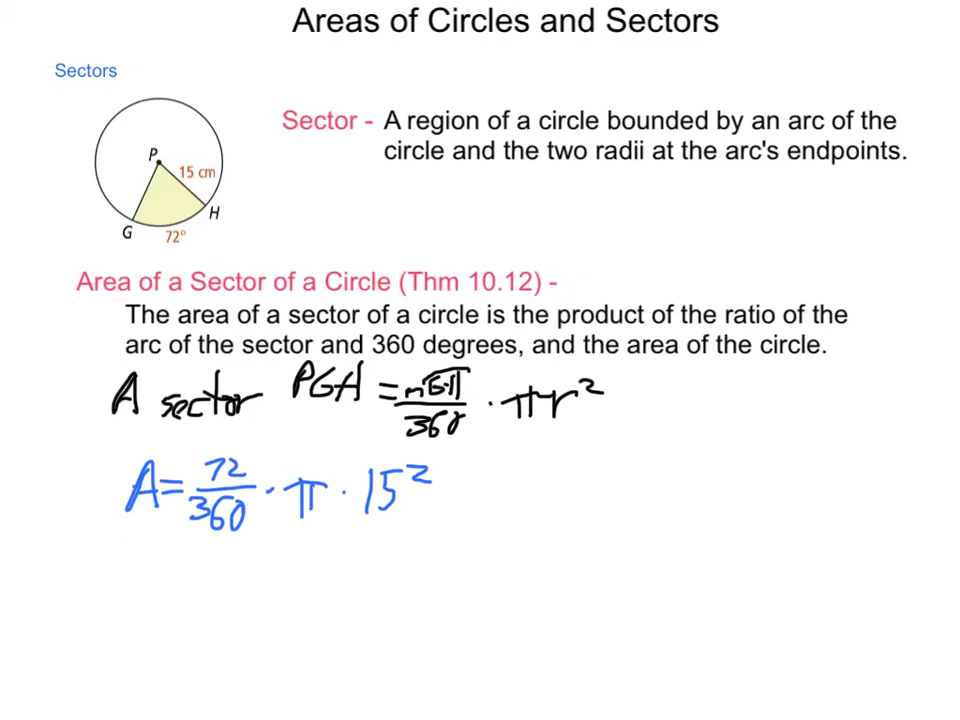 Areas of Circles and Sectors
Sectors
Sector - A region of a circle bounded by an arc of the
circle and the two radii at the arc's endpoints.
P
15 cm
H
G
72°
Area of a Sector of a Circle (Thm 10.12) -
The area of a sector of a circle is the product of the ratio of the
arc of the sector and 360 degrees, and the area of the circle.
A sector PGH = mGH/360 · πr²
A = 72/360 · π · 15²